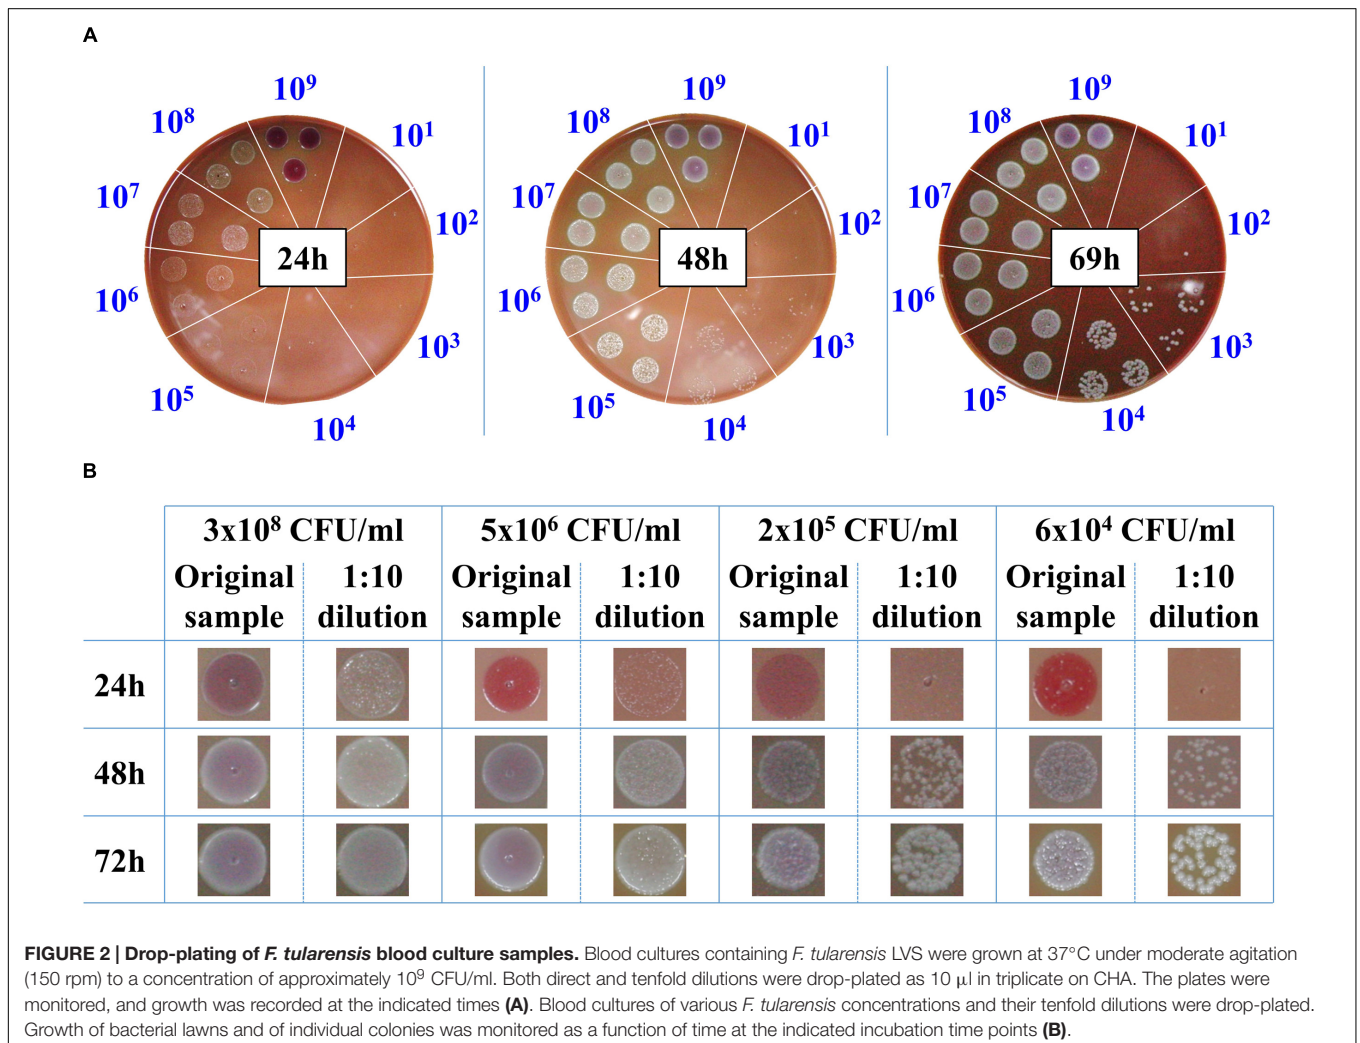 A
10⁹
10⁸
10¹
10⁷
10²
24h
10⁶
10³
10⁵
10⁴
10⁹
10⁸
10¹
10⁷
10²
48h
10⁶
10³
10⁵
10⁴
10⁹
10⁸
10¹
10⁷
10²
69h
10⁶
10³
10⁵
10⁴
B
3x10⁸ CFU/ml 5x10⁶ CFU/ml 2x10⁵ CFU/ml 6x10⁴ CFU/ml
Original 1:10 Original 1:10 Original 1:10 Original 1:10
sample dilution sample dilution sample dilution sample dilution
24h
48h
72h
FIGURE 2 | Drop-plating of F. tularensis blood culture samples. Blood cultures containing F. tularensis LVS were grown at 37°C under moderate agitation
(150 rpm) to a concentration of approximately 10⁹ CFU/ml. Both direct and tenfold dilutions were drop-plated as 10 μl in triplicate on CHA. The plates were
monitored, and growth was recorded at the indicated times (A). Blood cultures of various F. tularensis concentrations and their tenfold dilutions were drop-plated.
Growth of bacterial lawns and of individual colonies was monitored as a function of time at the indicated incubation time points (B).